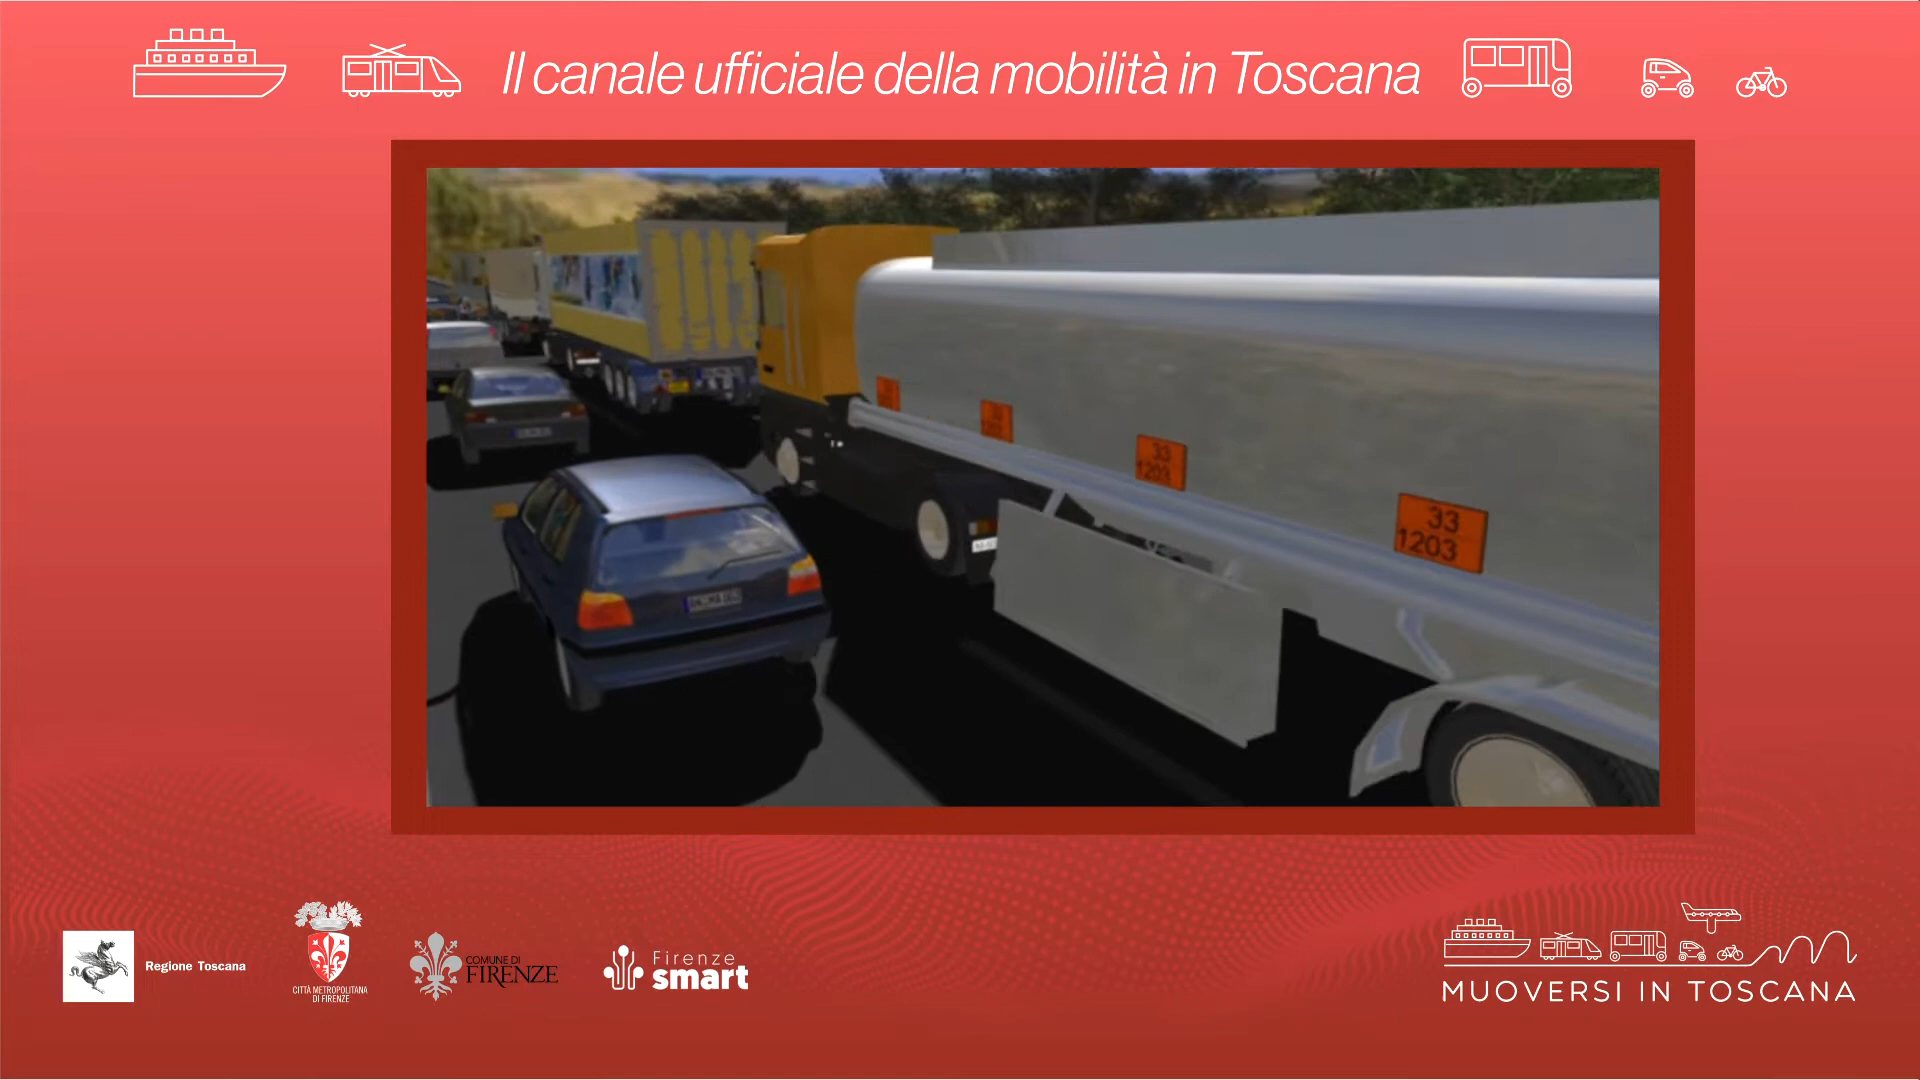 Il canale ufficiale della mobilità in Toscana
33
1203
33
1203
Regione Toscana
CITTÀ METROPOLITANA
DI FIRENZE
COMUNE DI
FIRENZE
Firenze
smart
MUOVERSI IN TOSCANA